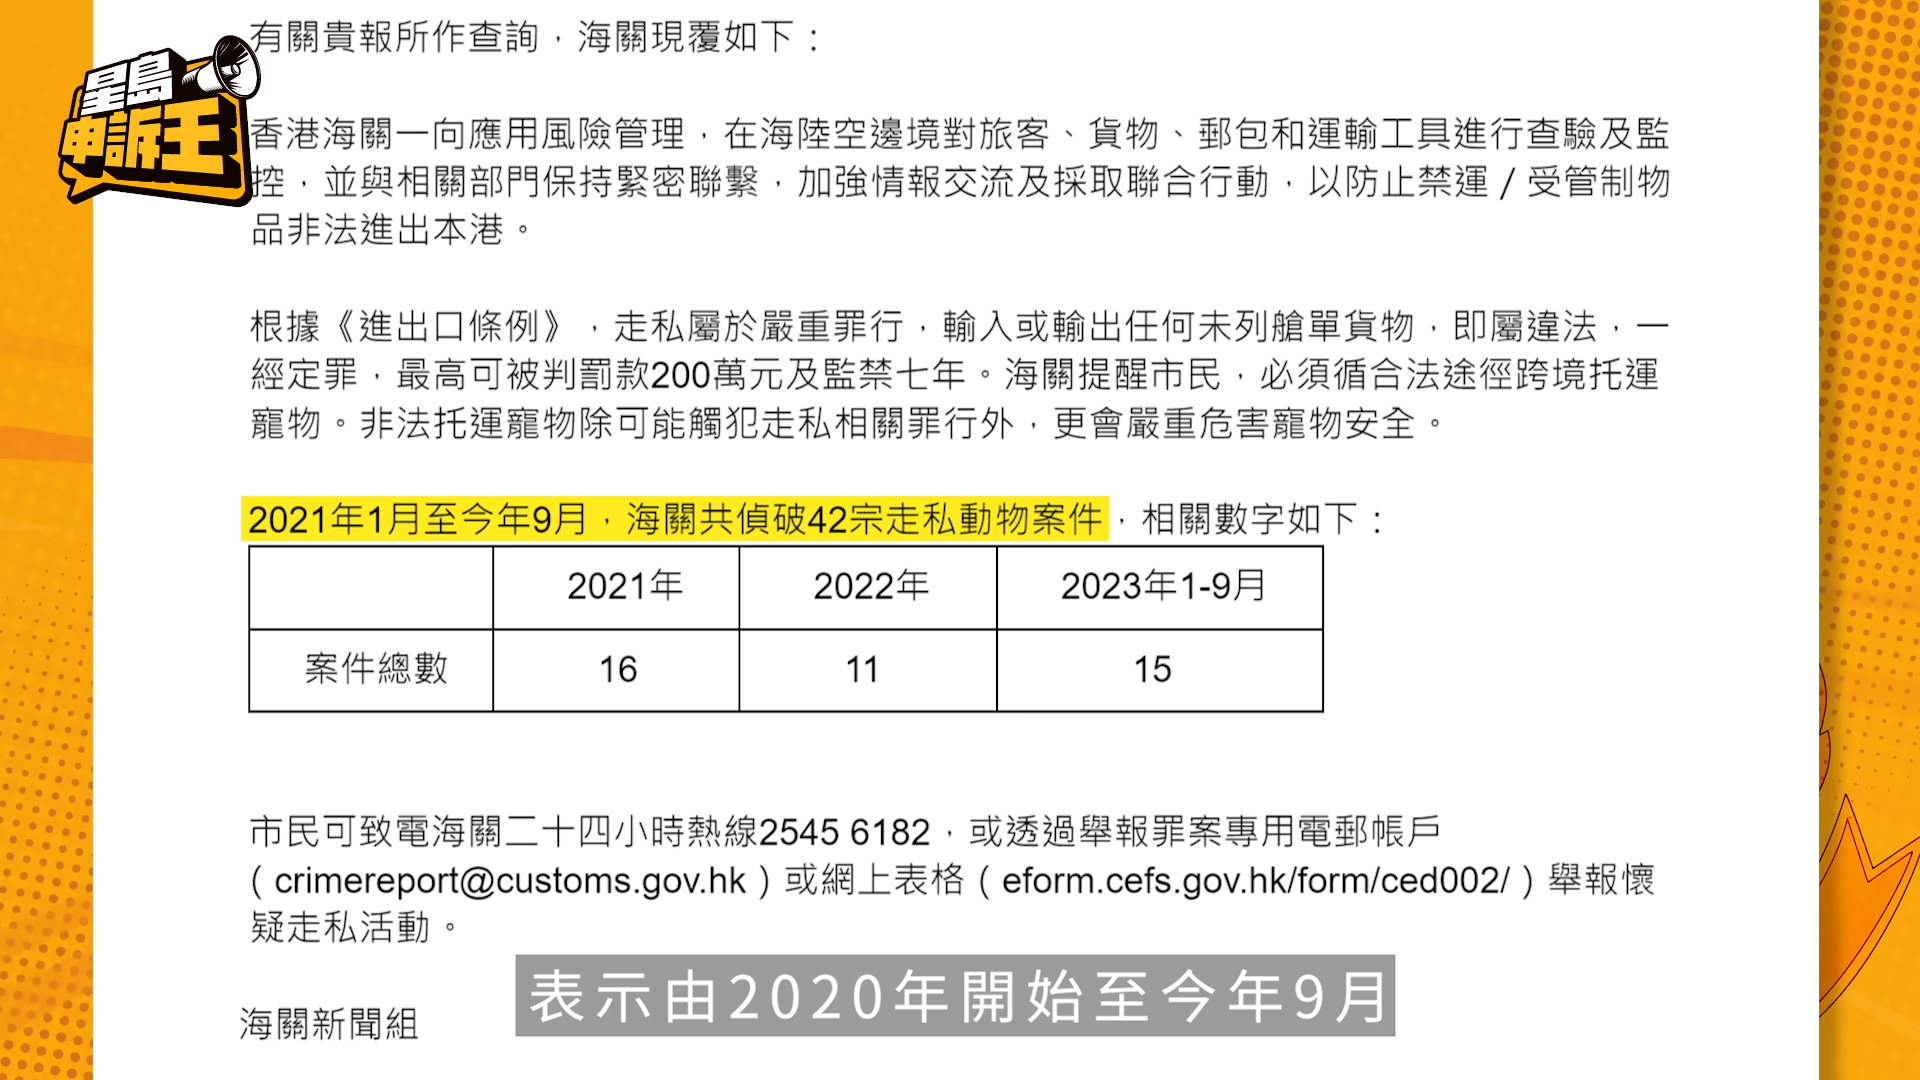 有關貴報所作查詢，海關現覆如下：
星島
申訴王
香港海關一向應用風險管理，在海陸空邊境對旅客、貨物、郵包和運輸工具進行查驗及監
控，並與相關部門保持緊密聯繫，加強情報交流及採取聯合行動，以防止禁運／受管制物
品非法進出本港。
根據《進出口條例》，走私屬於嚴重罪行，輸入或輸出任何未列艙單貨物，即屬違法，一
經定罪，最高可被判罰款200萬元及監禁七年。海關提醒市民，必須循合法途徑跨境托運
寵物。非法托運寵物除可能觸犯走私相關罪行外，更會嚴重危害寵物安全。
2021年1月至今年9月，海關共偵破42宗走私動物案件，相關數字如下：
2021年 2022年 2023年1-9月
案件總數 16 11 15
市民可致電海關二十四小時熱線2545 6182，或透過舉報罪案專用電郵帳戶
（crimereport@customs.gov.hk）或網上表格（eform.cefs.gov.hk/form/ced002/）舉報懷
疑走私活動。
表示由2020年開始至今年9月
海關新聞組